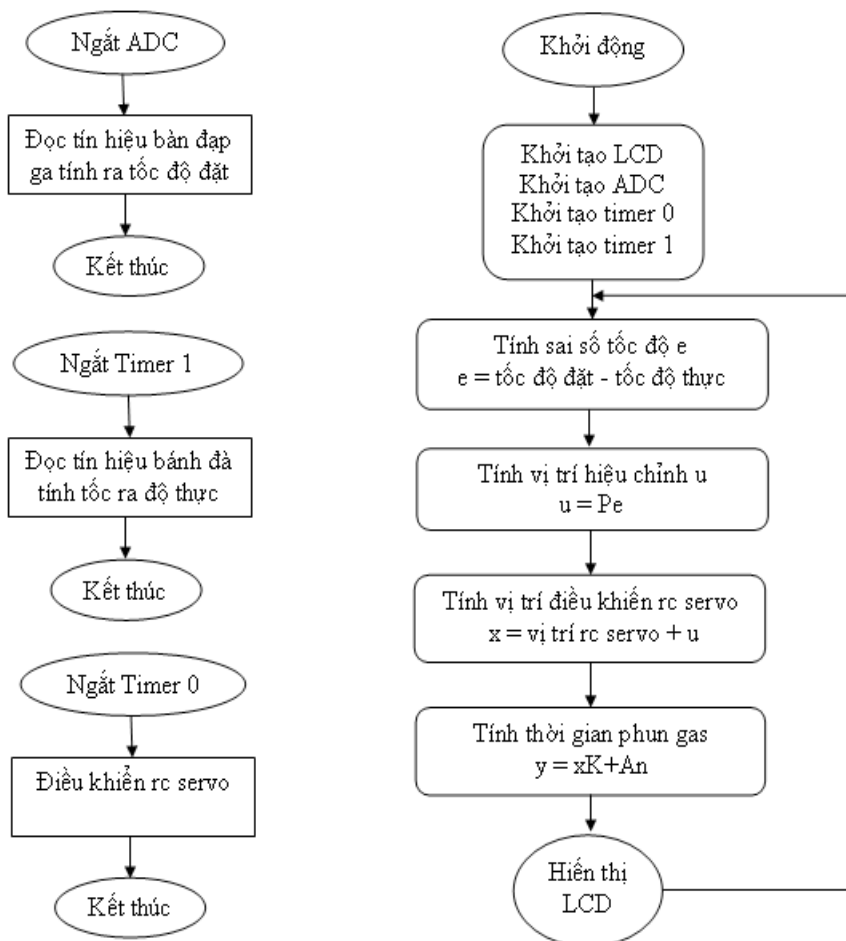 Ngắt ADC
Đọc tín hiệu bàn đạp
ga tính ra tốc độ đặt
Kết thúc
Ngắt Timer 1
Đọc tín hiệu bánh đà
tính tốc ra độ thực
Kết thúc
Ngắt Timer 0
Điều khiển rc servo
Kết thúc
Khởi động
Khởi tạo LCD
Khởi tạo ADC
Khởi tạo timer 0
Khởi tạo timer 1
Tính sai số tốc độ e
e = tốc độ đặt - tốc độ thực
Tính vị trí hiệu chỉnh u
u = Pe
Tính vị trí điều khiến rc servo
x = vị trí rc servo + u
Tính thời gian phun gas
y = xK+An
Hiến thị
LCD